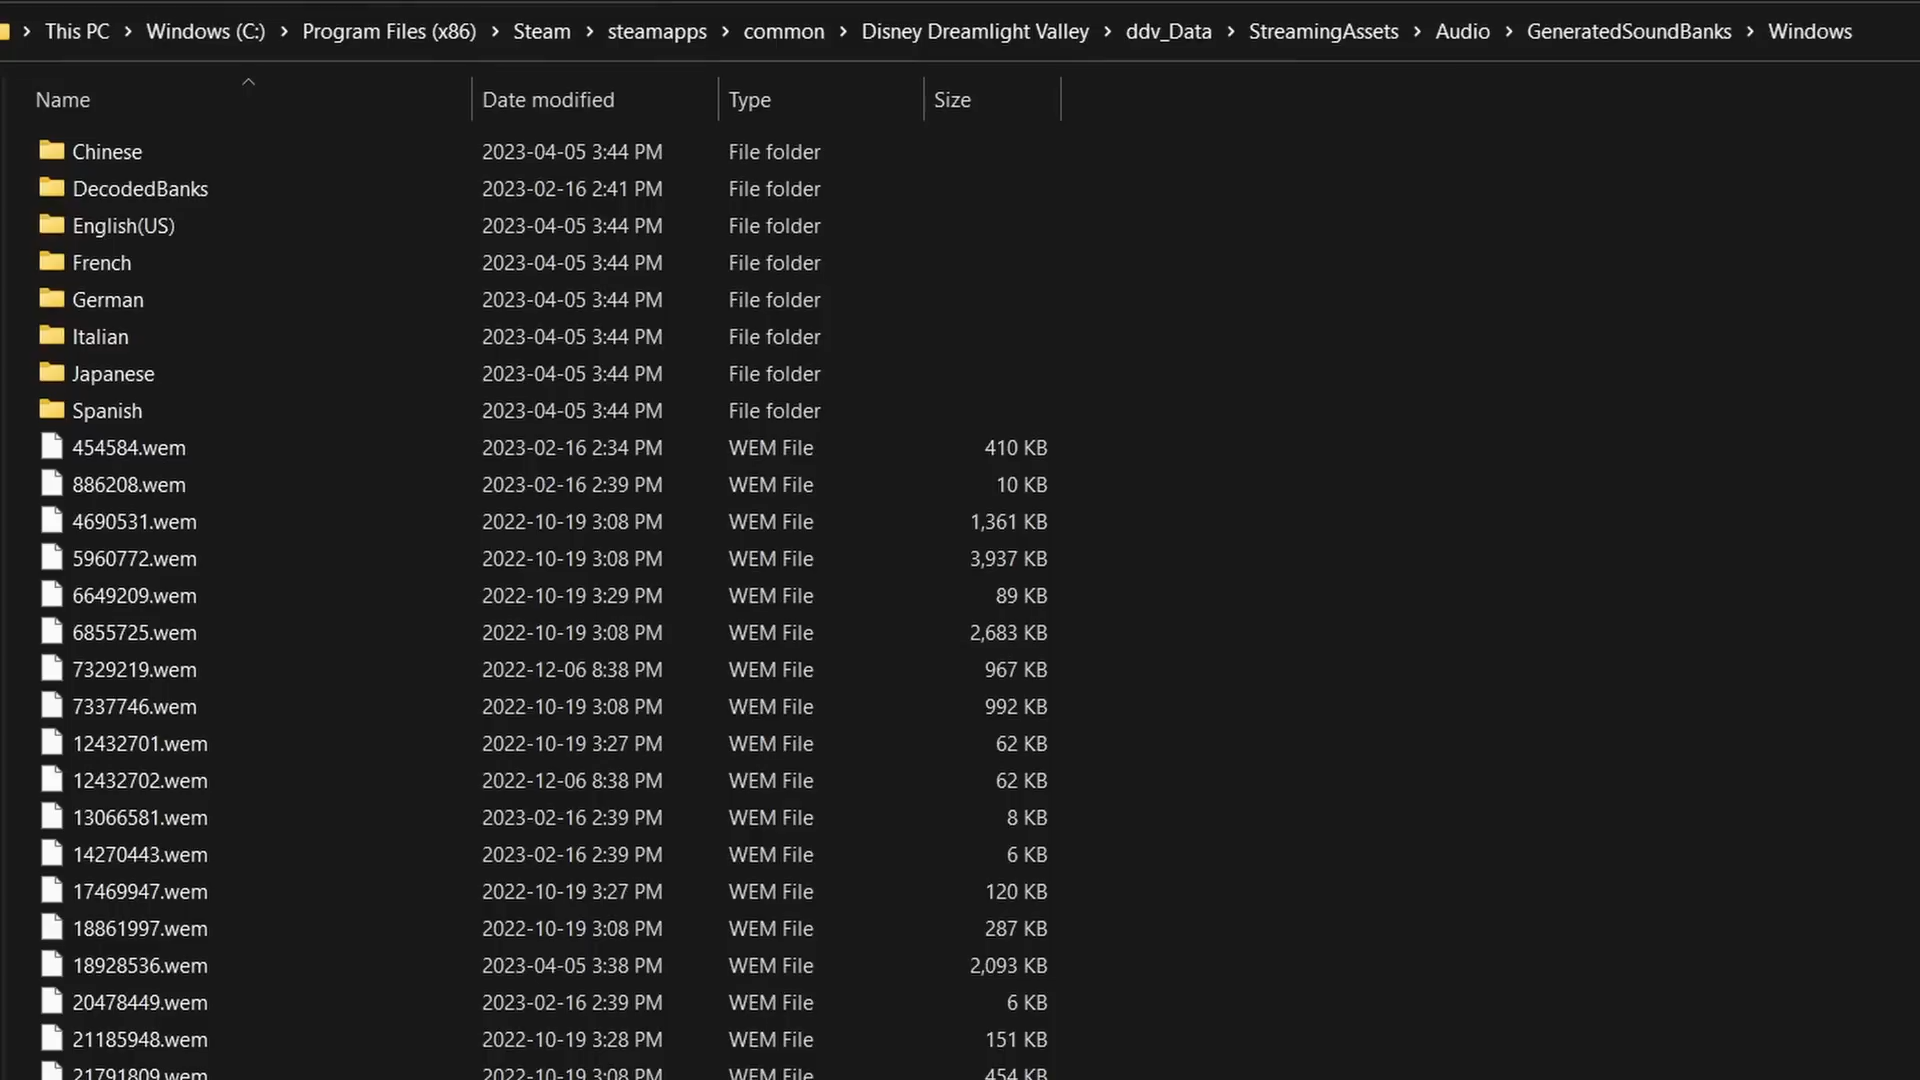 This PC > Windows (C:) > Program Files (x86) > Steam > steamapps > common > Disney Dreamlight Valley > ddv_Data > StreamingAssets > Audio > GeneratedSoundBanks > Windows
Name Date modified Type Size
Chinese 2023-04-05 3:44 PM File folder
DecodedBanks 2023-02-16 2:41 PM File folder
English(US) 2023-04-05 3:44 PM File folder
French 2023-04-05 3:44 PM File folder
German 2023-04-05 3:44 PM File folder
Italian 2023-04-05 3:44 PM File folder
Japanese 2023-04-05 3:44 PM File folder
Spanish 2023-04-05 3:44 PM File folder
454584.wem 2023-02-16 2:34 PM WEM File 410 KB
886208.wem 2023-02-16 2:39 PM WEM File 10 KB
4690531.wem 2022-10-19 3:08 PM WEM File 1,361 KB
5960772.wem 2022-10-19 3:08 PM WEM File 3,937 KB
6649209.wem 2022-10-19 3:29 PM WEM File 89 KB
6855725.wem 2022-10-19 3:08 PM WEM File 2,683 KB
7329219.wem 2022-12-06 8:38 PM WEM File 967 KB
7337746.wem 2022-10-19 3:08 PM WEM File 992 KB
12432701.wem 2022-10-19 3:27 PM WEM File 62 KB
12432702.wem 2022-12-06 8:38 PM WEM File 62 KB
13066581.wem 2023-02-16 2:39 PM WEM File 8 KB
14270443.wem 2023-02-16 2:39 PM WEM File 6 KB
17469947.wem 2022-10-19 3:27 PM WEM File 120 KB
18861997.wem 2022-10-19 3:08 PM WEM File 287 KB
18928536.wem 2023-04-05 3:38 PM WEM File 2,093 KB
20478449.wem 2023-02-16 2:39 PM WEM File 6 KB
21185948.wem 2022-10-19 3:28 PM WEM File 151 KB
21791809.wem 2022-10-19 3:08 PM WEM File 454 KB